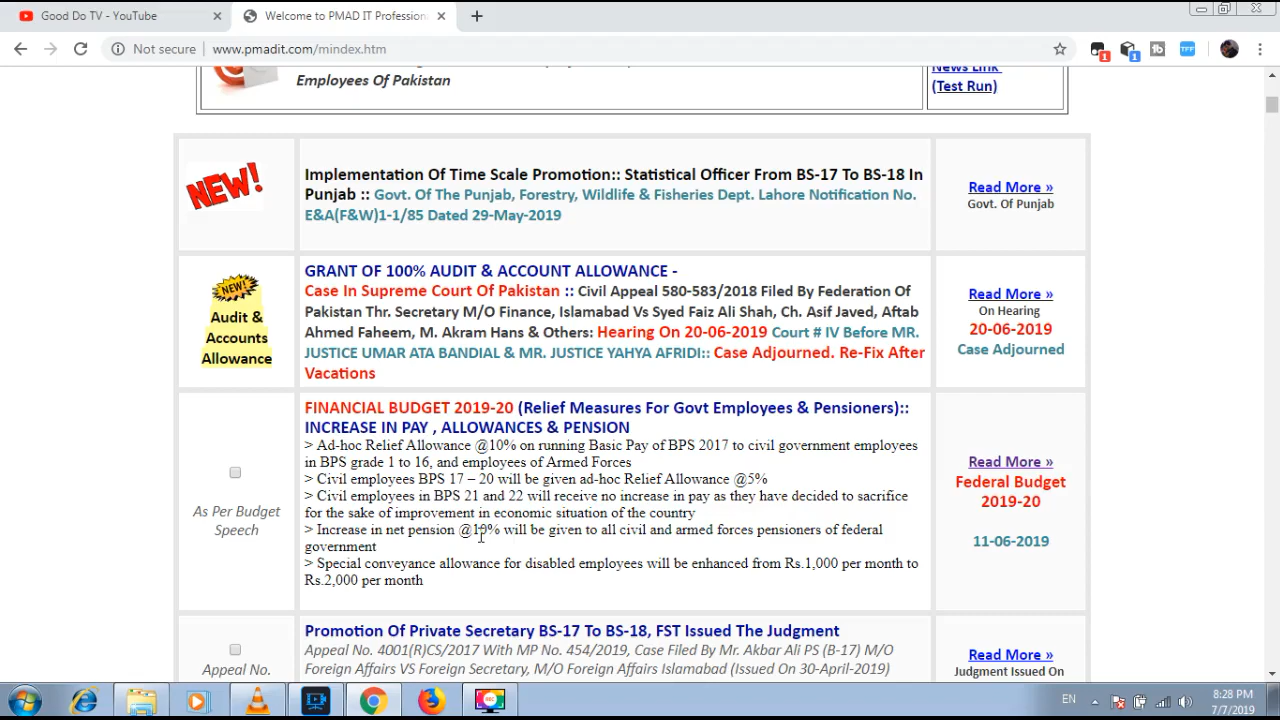 Good Do TV - YouTube
Welcome to PMAD IT Professiona
Not secure
www.pmadit.com/mindex.htm
Employees Of Pakistan
News Link
(Test Run)
NEW!
Implementation Of Time Scale Promotion:: Statistical Officer From BS-17 To BS-18 In
Punjab :: Govt. Of The Punjab, Forestry, Wildlife & Fisheries Dept. Lahore Notification No.
E&A(F&W)1-1/85 Dated 29-May-2019
Read More »
Govt. Of Punjab
NEW!
Audit &
Accounts
Allowance
GRANT OF 100% AUDIT & ACCOUNT ALLOWANCE -
Case In Supreme Court Of Pakistan :: Civil Appeal 580-583/2018 Filed By Federation Of
Pakistan Thr. Secretary M/O Finance, Islamabad Vs Syed Faiz Ali Shah, Ch. Asif Javed, Aftab
Ahmed Faheem, M. Akram Hans & Others: Hearing On 20-06-2019 Court # IV Before MR.
JUSTICE UMAR ATA BANDIAL & MR. JUSTICE YAHYA AFRIDI:: Case Adjourned. Re-Fix After
Vacations
Read More »
On Hearing
20-06-2019
Case Adjourned
As Per Budget
Speech
FINANCIAL BUDGET 2019-20 (Relief Measures For Govt Employees & Pensioners)::
INCREASE IN PAY , ALLOWANCES & PENSION
> Ad-hoc Relief Allowance @10% on running Basic Pay of BPS 2017 to civil government employees
in BPS grade 1 to 16, and employees of Armed Forces
> Civil employees BPS 17 – 20 will be given ad-hoc Relief Allowance @5%
> Civil employees in BPS 21 and 22 will receive no increase in pay as they have decided to sacrifice
for the sake of improvement in economic situation of the country
> Increase in net pension @10% will be given to all civil and armed forces pensioners of federal
government
> Special conveyance allowance for disabled employees will be enhanced from Rs.1,000 per month to
Rs.2,000 per month
Read More »
Federal Budget
2019-20
11-06-2019
Appeal No.
Promotion Of Private Secretary BS-17 To BS-18, FST Issued The Judgment
Appeal No. 4001(R)CS/2017 With MP No. 454/2019, Case Filed By Mr. Akbar Ali PS (B-17) M/O
Foreign Affairs VS Foreign Secretary, M/O Foreign Affairs Islamabad (Issued On 30-April-2019)
Read More »
Judgment Issued On
EN
8:28 PM
7/7/2019